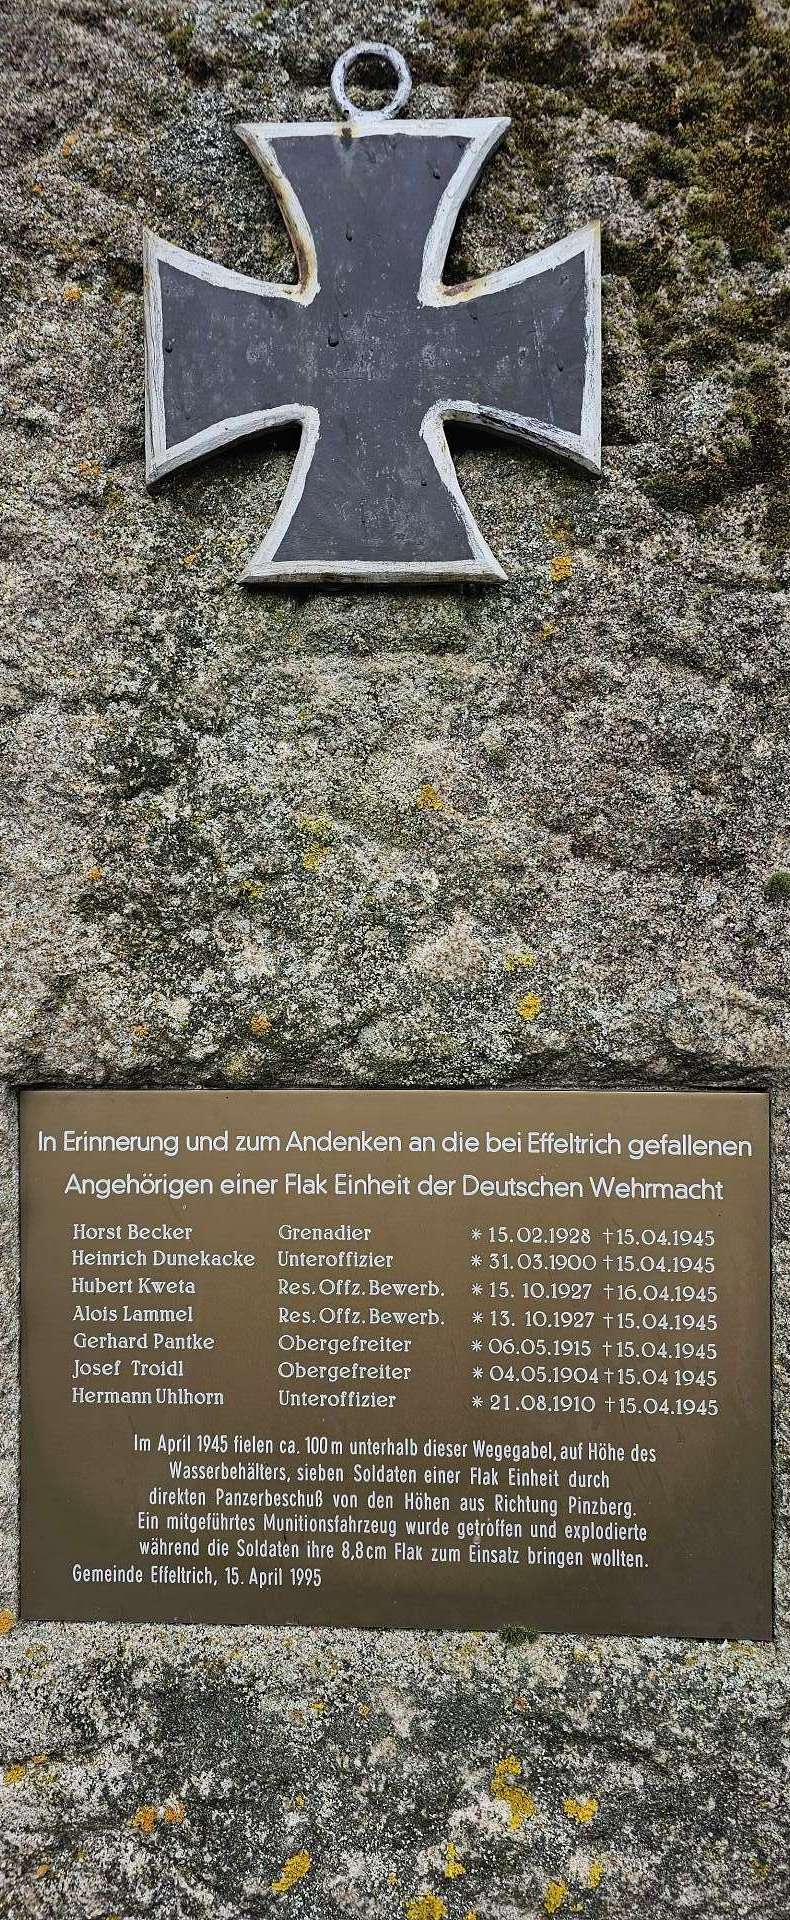 In Erinnerung und zum Andenken an die bei Effeltrich gefallenen
Angehörigen einer Flak Einheit der Deutschen Wehrmacht
Horst Becker Grenadier * 15.02.1928 † 15.04.1945
Heinrich Dunekacke Unteroffizier * 31.03.1900 † 15.04.1945
Hubert Kweta Res. Offz. Bewerb. * 15. 10.1927 † 16.04.1945
Alois Lammel Res. Offz. Bewerb. * 13. 10.1927 † 15.04.1945
Gerhard Pantke Obergefreiter * 06.05.1915 † 15.04.1945
Josef Troidl Obergefreiter * 04.05.1904 † 15.04 1945
Hermann Uhlhorn Unteroffizier * 21.08.1910 † 15.04.1945
Im April 1945 fielen ca. 100 m unterhalb dieser Wegegabel, auf Höhe des
Wasserbehälters, sieben Soldaten einer Flak Einheit durch
direkten Panzerbeschuß von den Höhen aus Richtung Pinzberg.
Ein mitgeführtes Munitionsfahrzeug wurde getroffen und explodierte
während die Soldaten ihre 8,8 cm Flak zum Einsatz bringen wollten.
Gemeinde Effeltrich, 15. April 1995